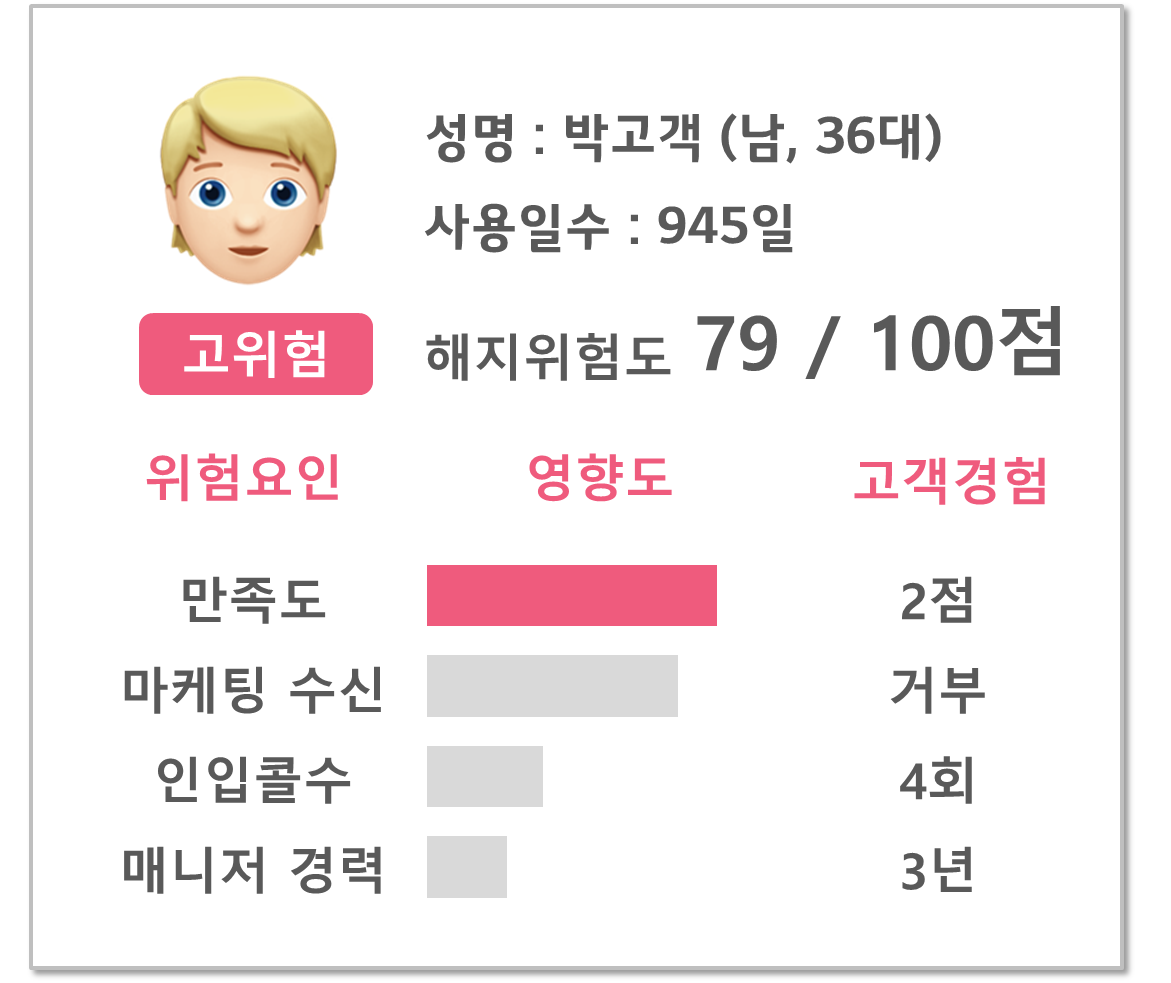 성명 : 박고객 (남, 36대)
사용일수 : 945일
고위험
해지위험도 79 / 100점
위험요인 영향도 고객경험
만족도 2점
마케팅 수신 거부
인입콜수 4회
매니저 경력 3년